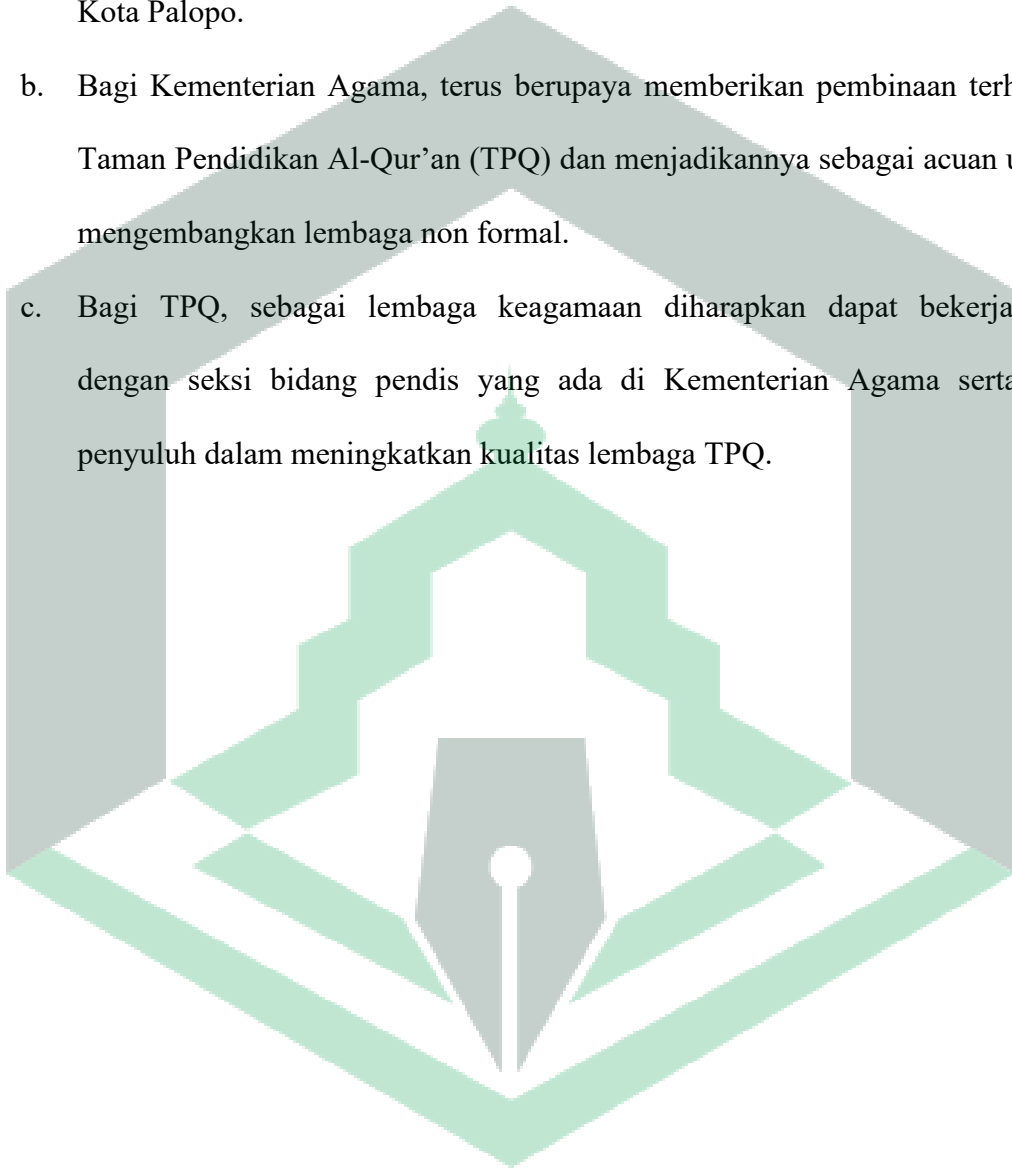 Kota Palopo.
b. Bagi Kementerian Agama, terus berupaya memberikan pembinaan
Taman Pendidikan Al-Qur’an (TPQ) dan menjadikannya sebagai acuan
mengembangkan lembaga non formal.
c. Bagi TPQ, sebagai lembaga keagamaan diharapkan dapat bekerja
dengan seksi bidang pendis yang ada di Kementerian Agama serta
penyuluh dalam meningkatkan kualitas lembaga TPQ.